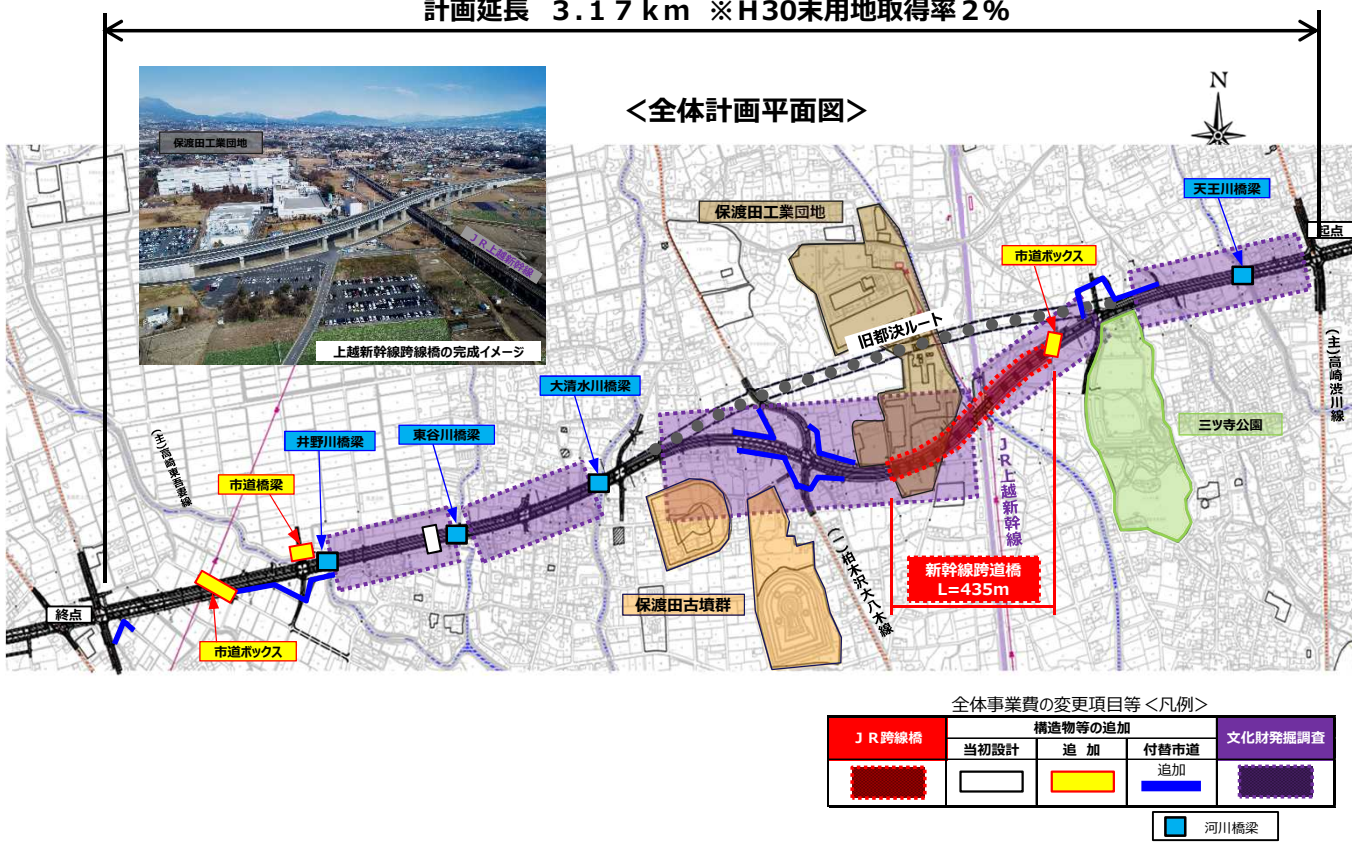 計画延長 3.17km ※H30末用地取得率2%
<全体計画平面図>
N
保渡田工業団地
JR上越新幹線
上越新幹線跨線橋の完成イメージ
保渡田工業団地
天王川橋梁
起点
市道ボックス
旧都決ルート
(主)高崎渋川線
大清水川橋梁
三ツ寺公園
東谷川橋梁
井野川橋梁
(主)高崎東吾妻線
市道橋梁
JR上越新幹線
新幹線跨道橋
L=435m
保渡田古墳群
(一)柏木沢大八木線
終点
市道ボックス
全体事業費の変更項目等<凡例>
JR跨線橋
構造物等の追加
文化財発掘調査
当初設計
追 加
付替市道
追加
河川橋梁